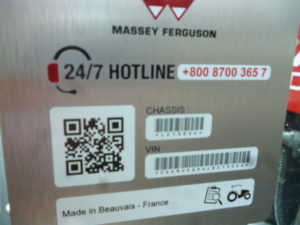 MASSEY FERGUSON
24/7 HOTLINE +800 8700 365 7
CHASSIS :
VIN :
Made in Beauvais - France